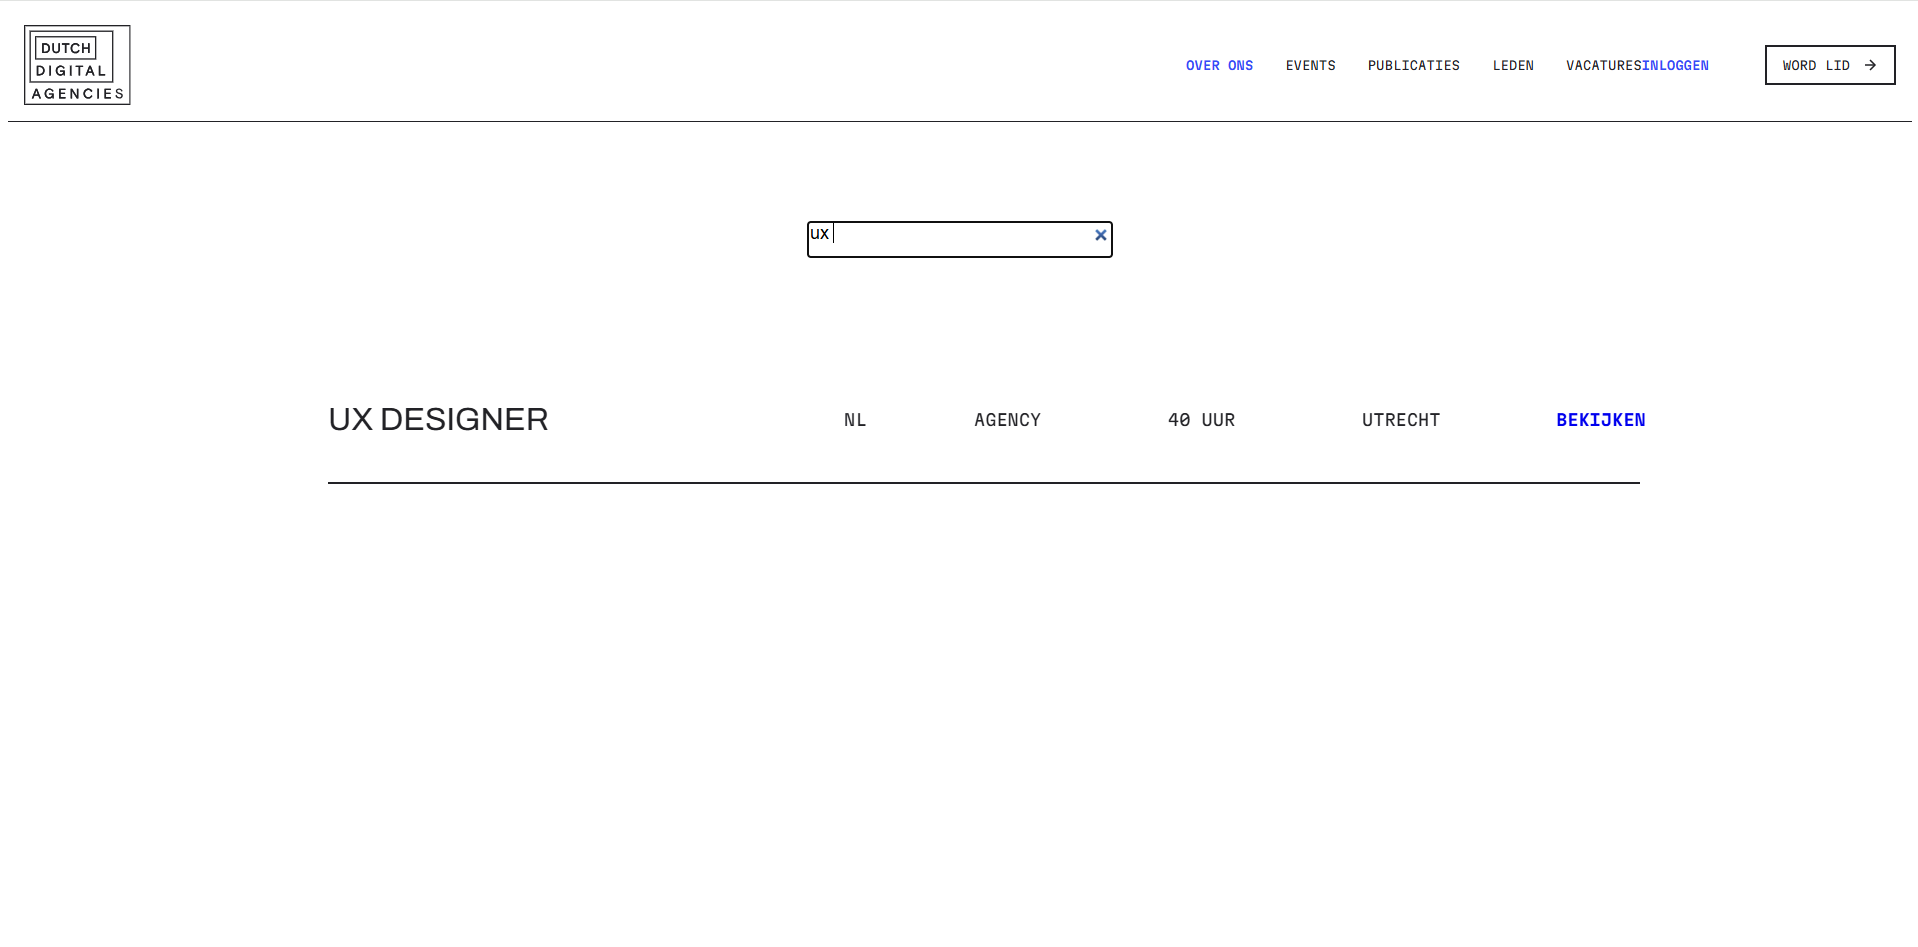 DUTCH
DIGITAL
AGENCIES
OVER ONS EVENTS PUBLICATIES LEDEN VACATURESINLOGGEN WORD LID →
ux
UX DESIGNER NL AGENCY 40 UUR UTRECHT BEKIJKEN